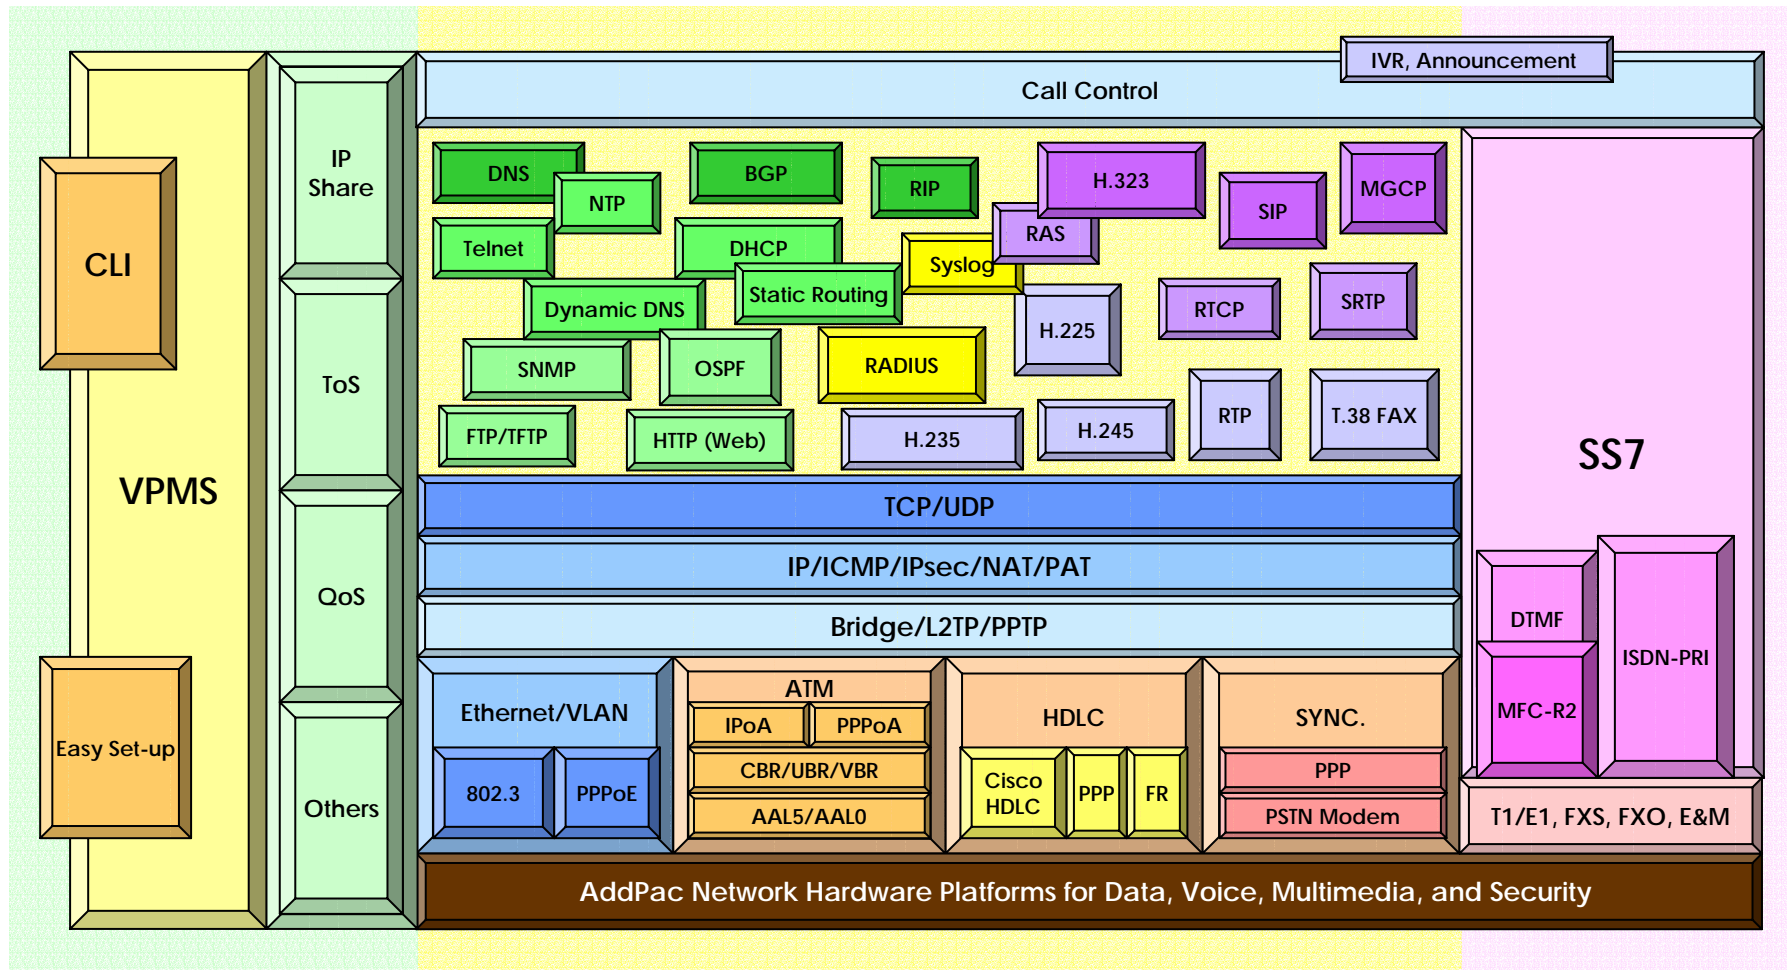 IVR, Announcement
Call Control
VPMS
CLI
Easy Set-up
IP
Share
ToS
QoS
Others
DNS
NTP
BGP
RIP
H.323
SIP
MGCP
Telnet
DHCP
Syslog
RAS
Dynamic DNS
Static Routing
H.225
RTCP
SRTP
SNMP
OSPF
RADIUS
FTP/TFTP
HTTP (Web)
H.235
H.245
RTP
T.38 FAX
SS7
DTMF
MFC-R2
ISDN-PRI
TCP/UDP
IP/ICMP/IPsec/NAT/PAT
Bridge/L2TP/PPTP
Ethernet/VLAN
802.3
PPPoE
ATM
IPoA
PPPoA
CBR/UBR/VBR
AAL5/AAL0
HDLC
Cisco
HDLC
PPP
FR
SYNC.
PPP
PSTN Modem
T1/E1, FXS, FXO, E&M
AddPac Network Hardware Platforms for Data, Voice, Multimedia, and Security